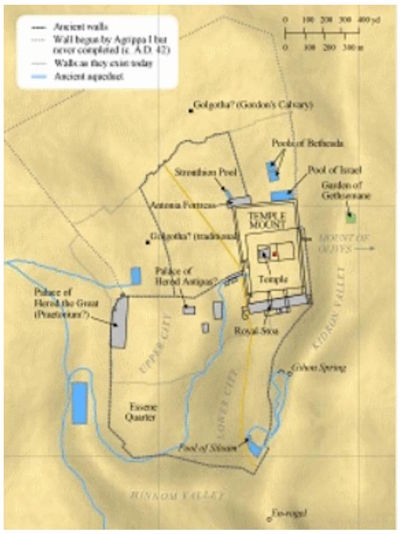 Ancient walls
Wall begun by Agrippa I but
never completed (c. A.D. 42)
Walls as they exist today
Ancient aqueduct
0 100 200 300 400 yd
0 100 200 300 m
Golgotha? (Gordon's Calvary)
Pools of Bethesda
Struthion Pool
Pool of Israel
Garden of
Gethsemane
Antonia Fortress
TEMPLE
MOUNT
Golgotha? (traditional)
MOUNT OF
OLIVES
Palace of
Herod Antipas?
Temple
Palace of
Herod the Great
(Praetorium?)
Royal Stoa
UPPER CITY
KIDRON VALLEY
Gihon Spring
LOWER CITY
Essene
Quarter
Pool of Siloam
HINNOM VALLEY
En-rogel